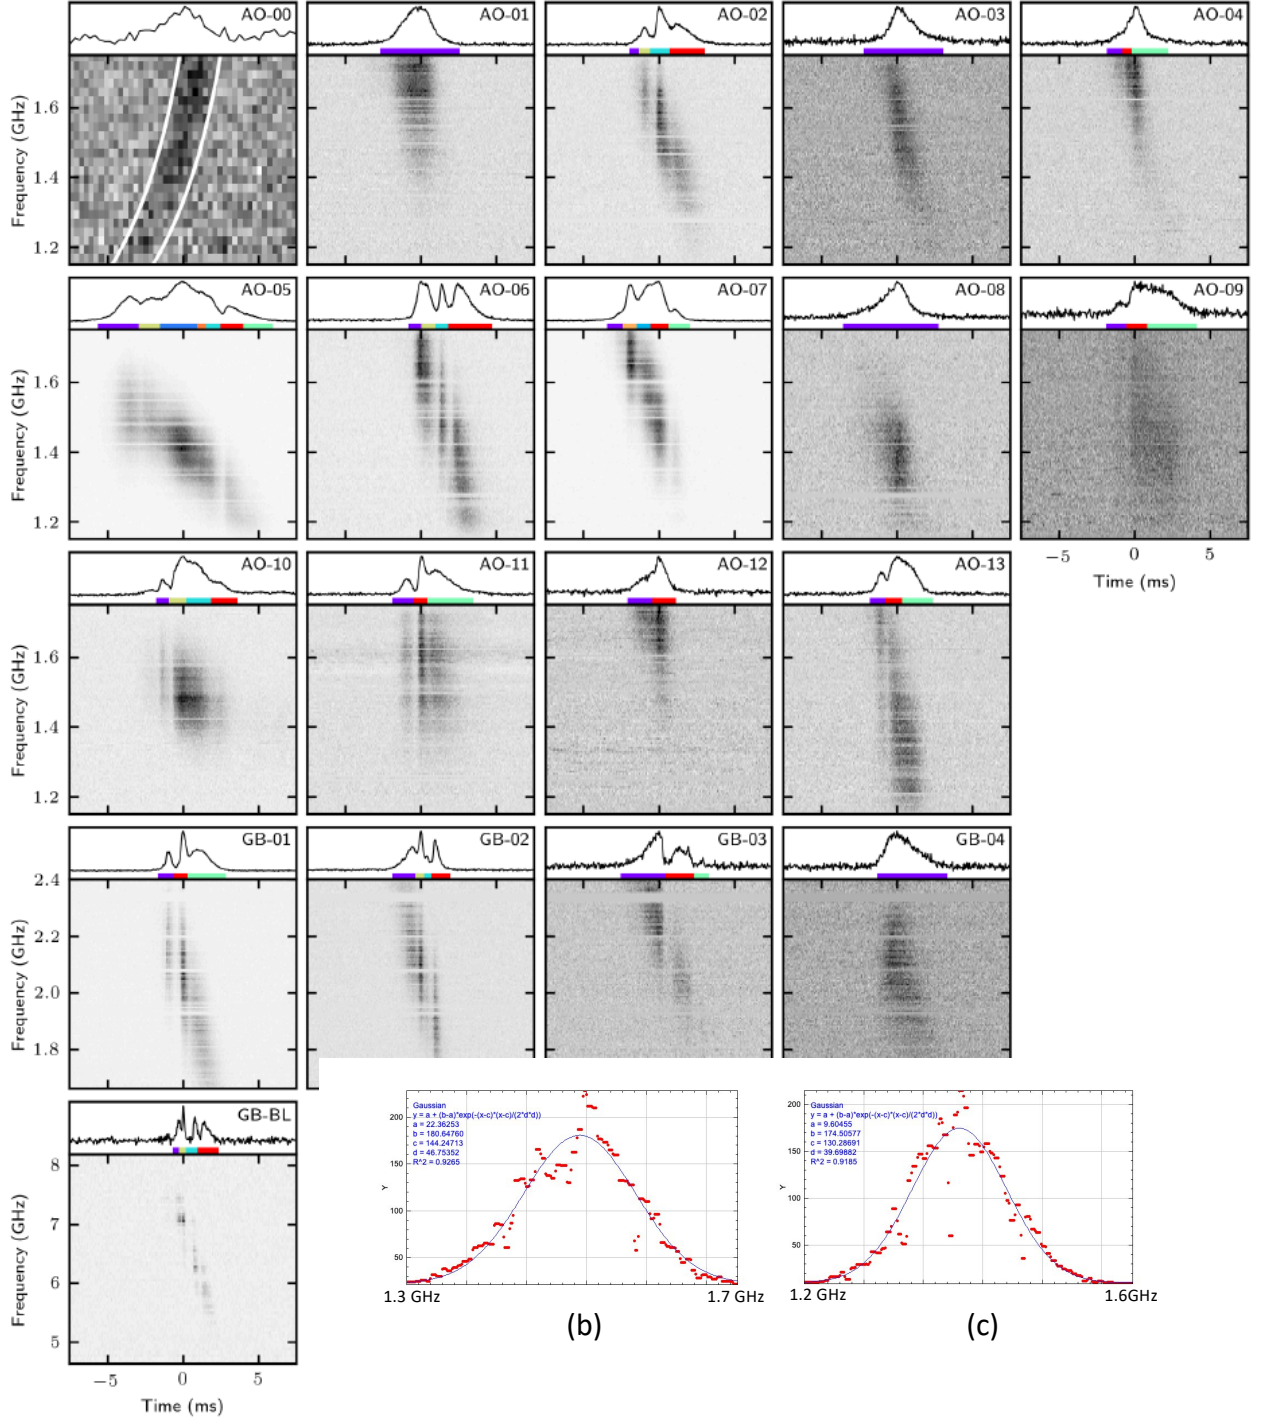 AO-00
AO-01
AO-02
AO-03
AO-04
Frequency (GHz)
1.6
1.4
1.2
AO-05
AO-06
AO-07
AO-08
AO-09
Frequency (GHz)
1.6
1.4
1.2
−5 0 5
Time (ms)
AO-10
AO-11
AO-12
AO-13
Frequency (GHz)
1.6
1.4
1.2
GB-01
GB-02
GB-03
GB-04
Frequency (GHz)
2.4
2.2
2.0
1.8
GB-BL
Frequency (GHz)
8
7
6
5
−5 0 5
Time (ms)
Gaussian
y = a + (b-a)*exp(-(x-c)*(x-c)/(2*d*d))
a = 22.36253
b = 180.64760
c = 144.24713
d = 46.75352
R^2 = 0.9265
200
150
100
50
Y
1.3 GHz 1.7 GHz
(b)
Gaussian
y = a + (b-a)*exp(-(x-c)*(x-c)/(2*d*d))
a = 9.60455
b = 174.50577
c = 130.28691
d = 39.69882
R^2 = 0.9185
200
150
100
50
Y
1.2 GHz 1.6GHz
(c)